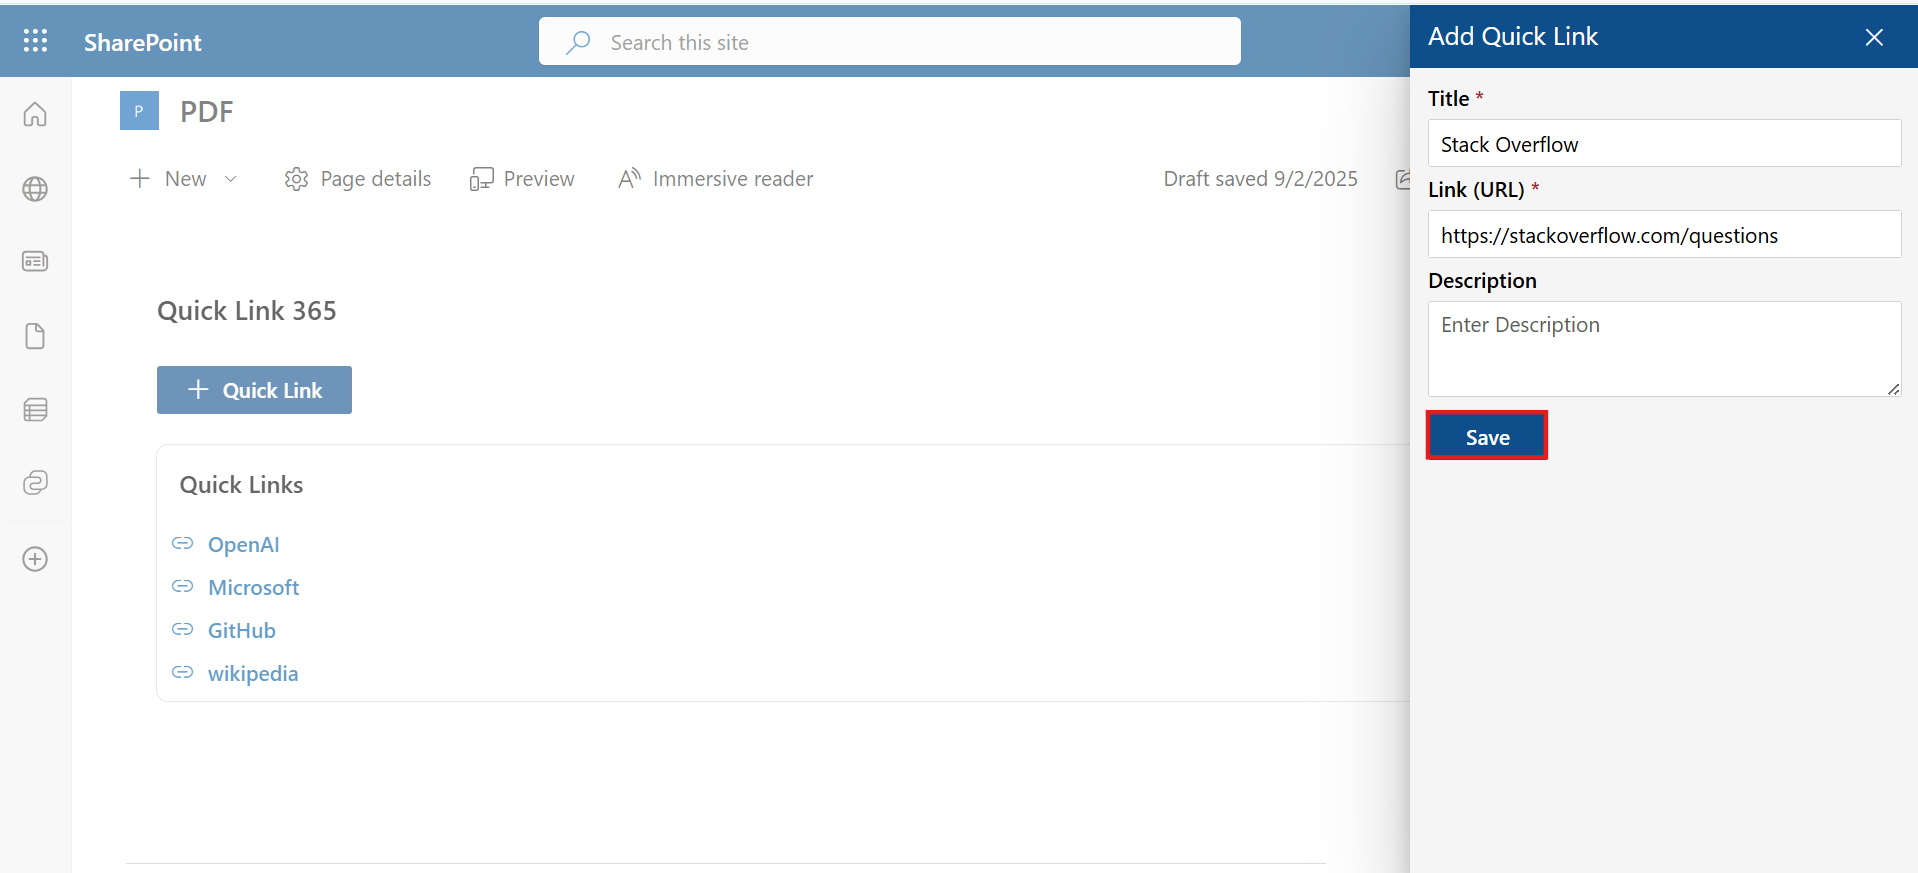 SharePoint
Search this site
P
PDF
New
Page details
Preview
Immersive reader
Draft saved 9/2/2025
Quick Link 365
Quick Link
Quick Links
OpenAI
Microsoft
GitHub
wikipedia
Add Quick Link
Title *
Stack Overflow
Link (URL) *
https://stackoverflow.com/questions
Description
Enter Description
Save